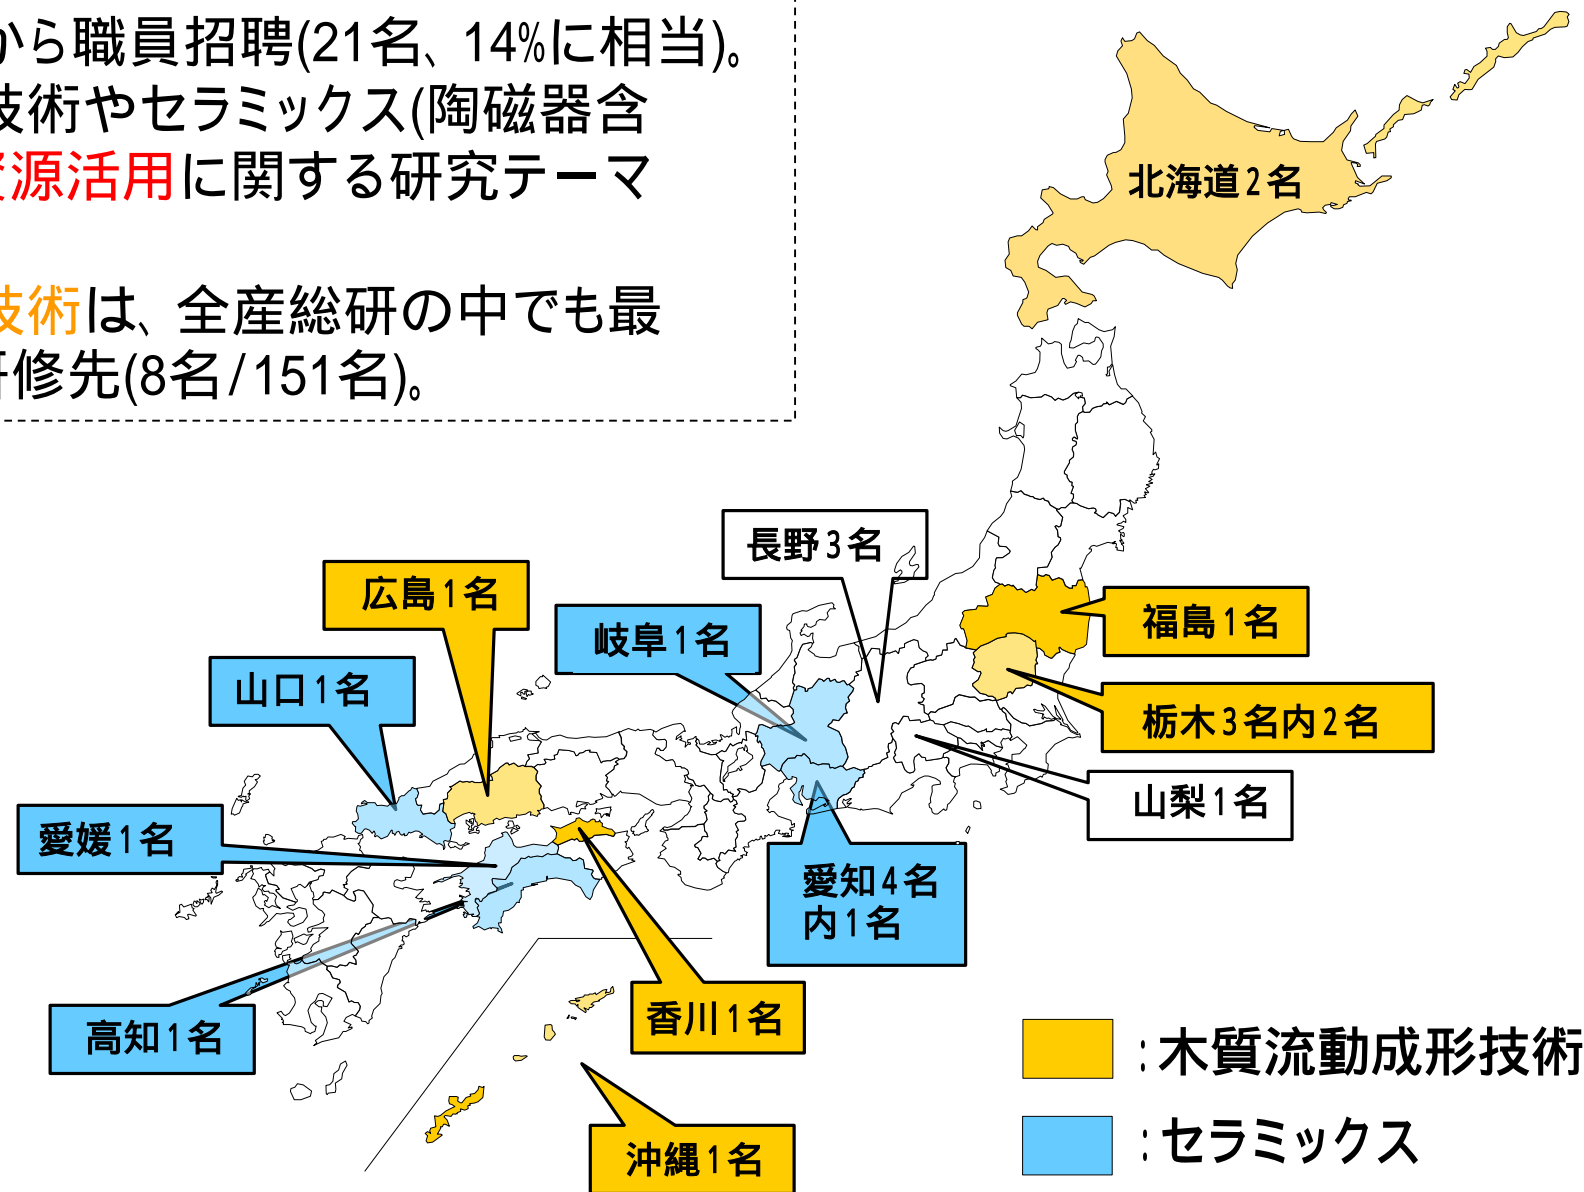 から職員招聘(21名、14%に相当)。
技術やセラミックス(陶磁器含
資源活用に関する研究テーマ
技術は、全産総研の中でも最
研修先(8名/151名)。
北海道2名
長野3名
広島1名
岐阜1名
福島1名
山口1名
栃木3名内2名
山梨1名
愛媛1名
愛知4名
内1名
香川1名
高知1名
沖縄1名
:木質流動成形技術
:セラミックス